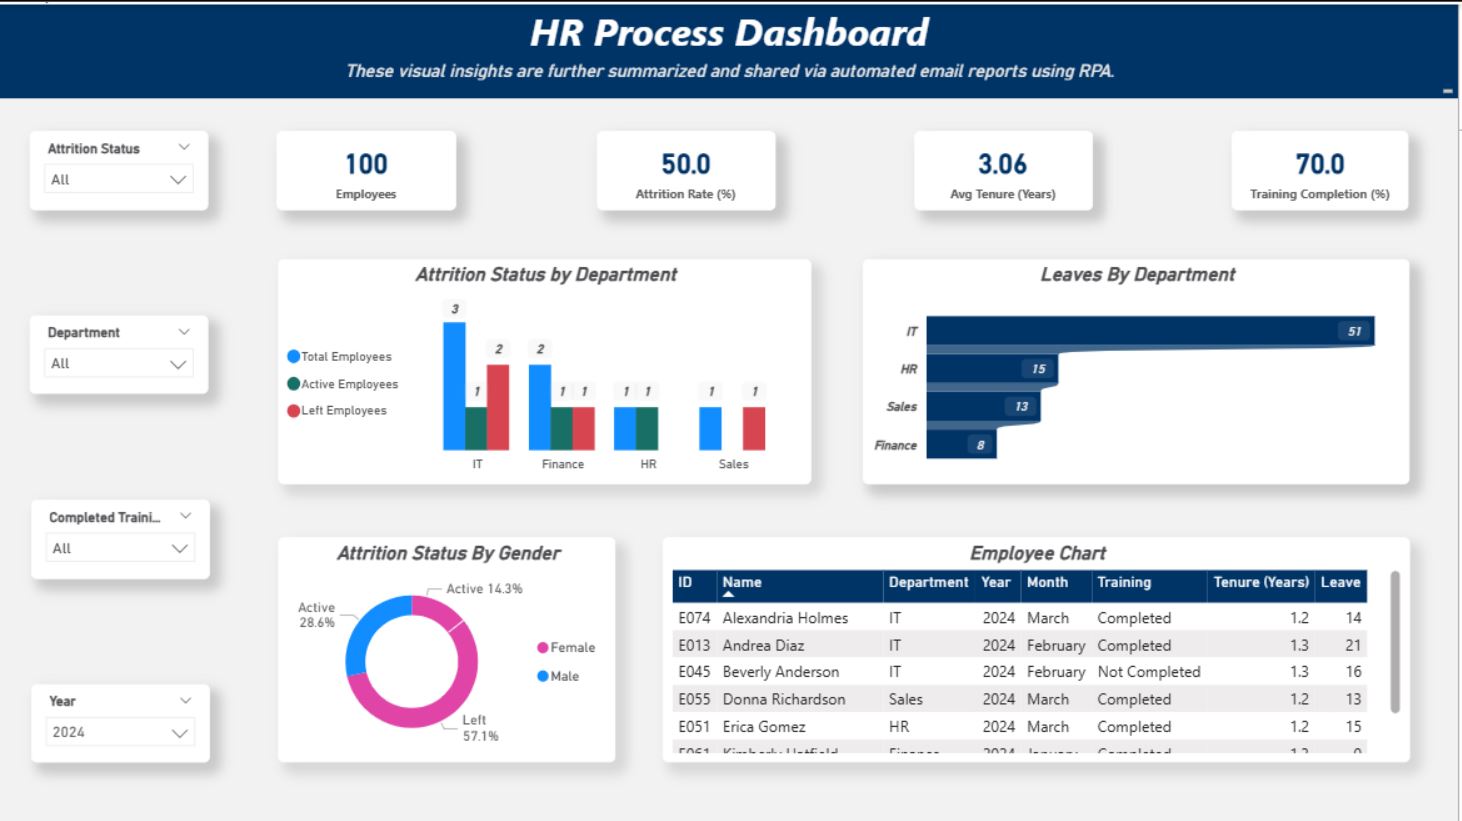 HR Process Dashboard
These visual insights are further summarized and shared via automated email reports using RPA.
Attrition Status
All
100
Employees
50.0
Attrition Rate (%)
3.06
Avg Tenure (Years)
70.0
Training Completion (%)
Department
All
Completed Traini...
All
Year
2024
Attrition Status by Department
Total Employees
Active Employees
Left Employees
3
1
2
2
1
1
1
1
1
1
IT
Finance
HR
Sales
Leaves By Department
IT
51
HR
15
Sales
13
Finance
8
Attrition Status By Gender
Active 14.3%
Active
28.6%
Left
57.1%
Female
Male
Employee Chart
ID Name Department Year Month Training Tenure (Years) Leave
E074 Alexandria Holmes IT 2024 March Completed 1.2 14
E013 Andrea Diaz IT 2024 February Completed 1.3 21
E045 Beverly Anderson IT 2024 February Not Completed 1.3 16
E055 Donna Richardson Sales 2024 March Completed 1.2 13
E051 Erica Gomez HR 2024 March Completed 1.2 15
E061 Kimberly Hatfield Finance 2024 January Completed